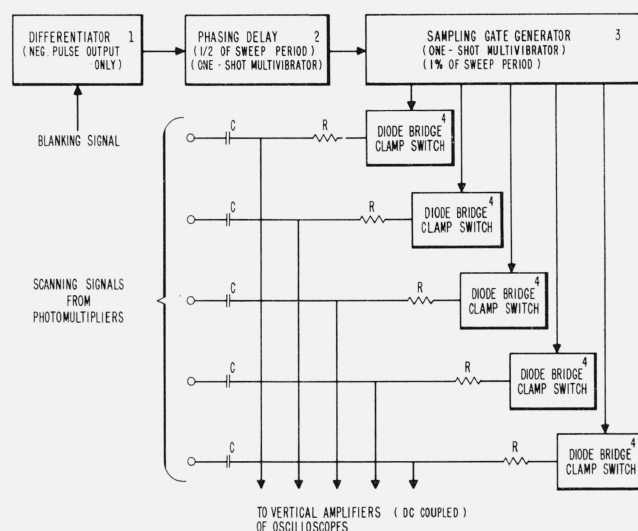 DIFFERENTIATOR 1
(NEG. PULSE OUTPUT
ONLY)
PHASING DELAY 2
(1/2 OF SWEEP PERIOD)
(ONE-SHOT MULTIVIBRATOR)
SAMPLING GATE GENERATOR 3
(ONE-SHOT MULTIVIBRATOR)
(1% OF SWEEP PERIOD)
BLANKING SIGNAL
C
R
4
DIODE BRIDGE
CLAMP SWITCH
C
R
4
DIODE BRIDGE
CLAMP SWITCH
SCANNING SIGNALS
FROM
PHOTOMULTIPLIERS
C
R
4
DIODE BRIDGE
CLAMP SWITCH
C
R
4
DIODE BRIDGE
CLAMP SWITCH
C
R
4
DIODE BRIDGE
CLAMP SWITCH
TO VERTICAL AMPLIFIERS (DC COUPLED)
OF OSCILLOSCOPES